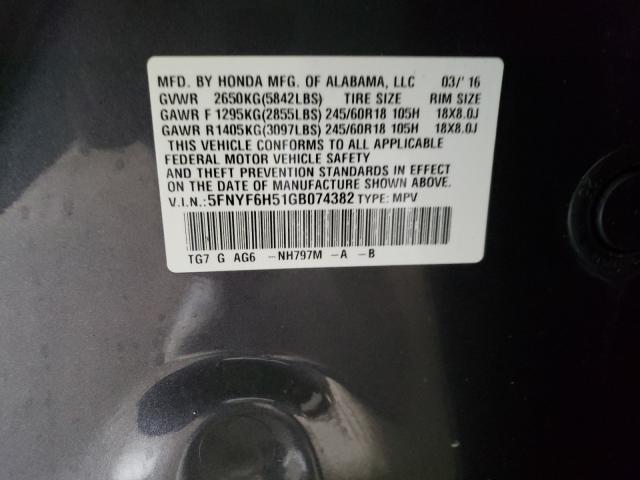 MFD. BY HONDA MFG. OF ALABAMA, LLC 03/'16
GVWR 2650KG(5842LBS) TIRE SIZE RIM SIZE
GAWR F 1295KG(2855LBS) 245/60R18 105H 18X8.0J
GAWR R 1405KG(3097LBS) 245/60R18 105H 18X8.0J
THIS VEHICLE CONFORMS TO ALL APPLICABLE
FEDERAL MOTOR VEHICLE SAFETY
AND THEFT PREVENTION STANDARDS IN EFFECT
ON THE DATE OF MANUFACTURE SHOWN ABOVE.
V.I.N.:5FNYF6H51GB074382 TYPE: MPV
TG7 G AG6 -NH797M -A -B